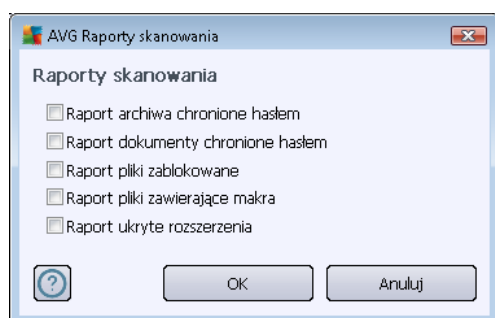 AVG Raporty skanowania
Raporty skanowania
Raport archiwa chronione hasłem
Raport dokumenty chronione hasłem
Raport pliki zablokowane
Raport pliki zawierające makra
Raport ukryte rozszerzenia
? OK Anuluj